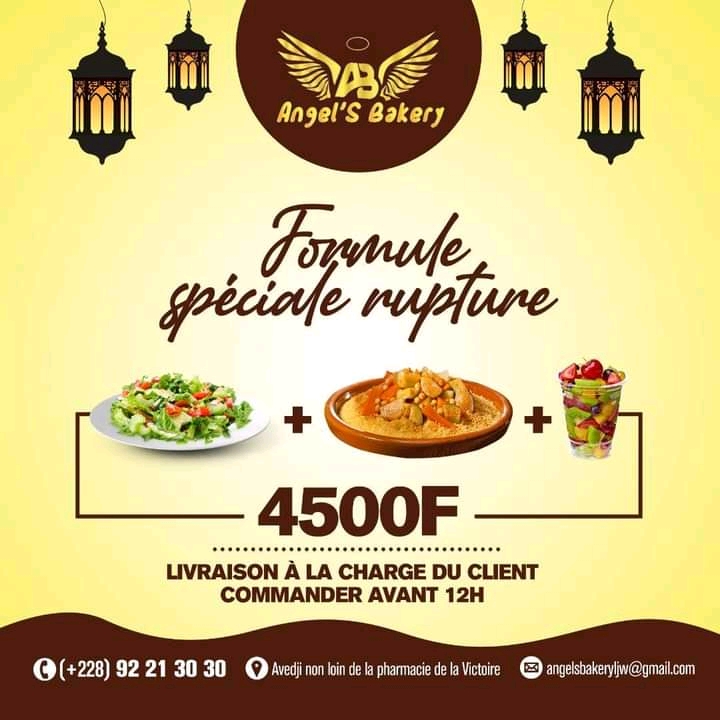 AB
Angel'S Bakery
Formule
spéciale rupture
+ +
4500F
LIVRAISON À LA CHARGE DU CLIENT
COMMANDER AVANT 12H
(+228) 92 21 30 30 Avedji non loin de la pharmacie de la Victoire angelsbakeryljw@gmail.com